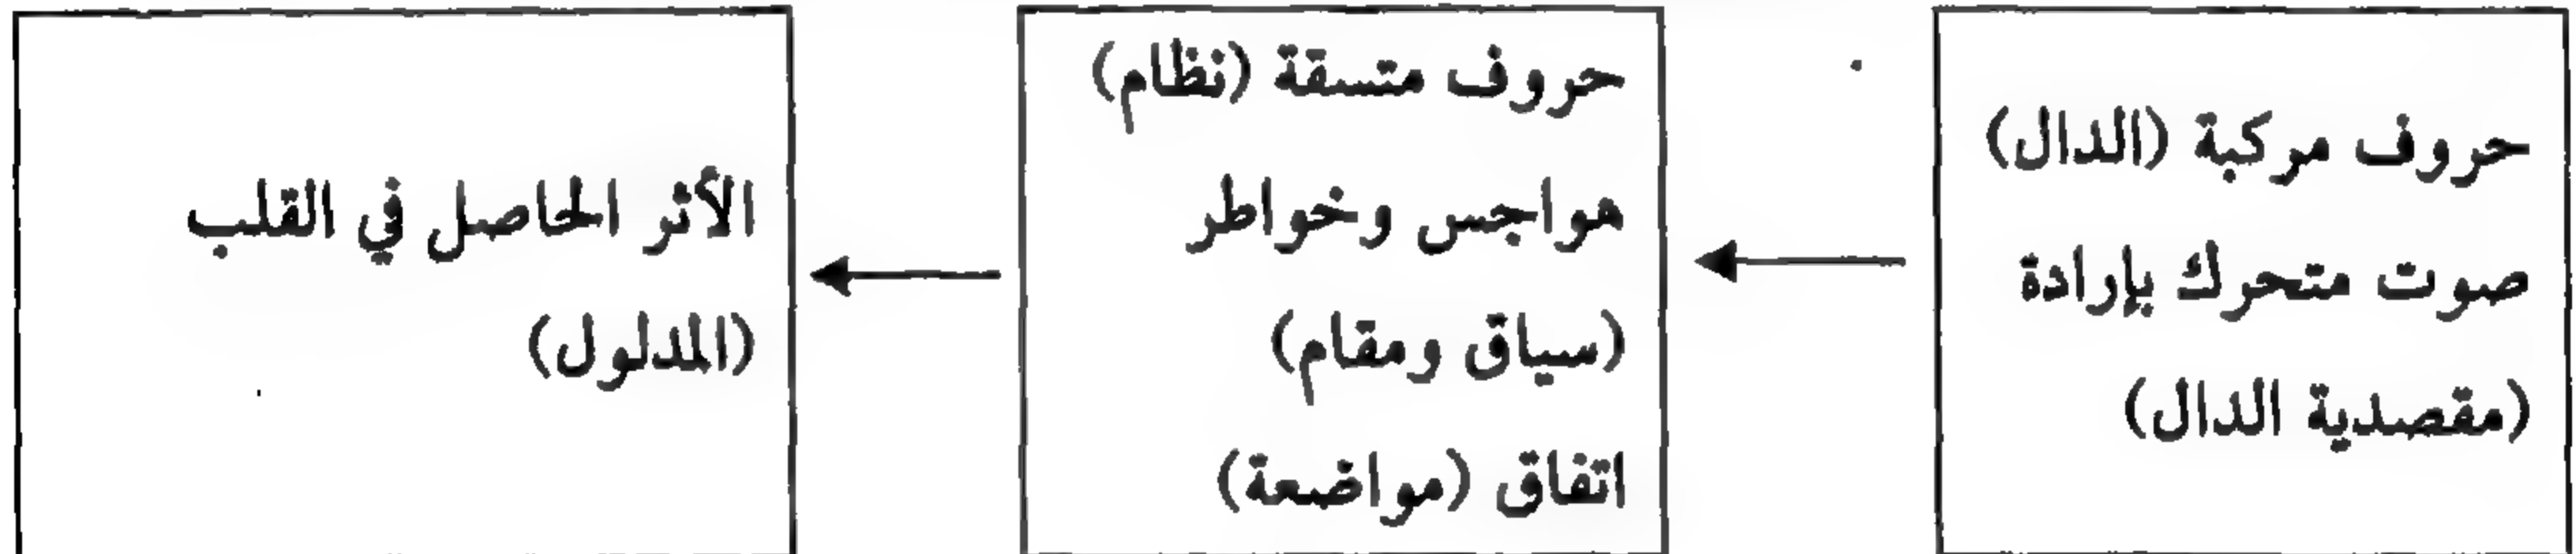 حروف مركبة (الدال)
صوت متحرك بإرادة
(مقصدية الدال)
حروف متسقة (نظام)
هواجس وخواطر
(سياق ومقام)
اتفاق (مواضعة)
الأثر الحاصل في القلب
(المدلول)